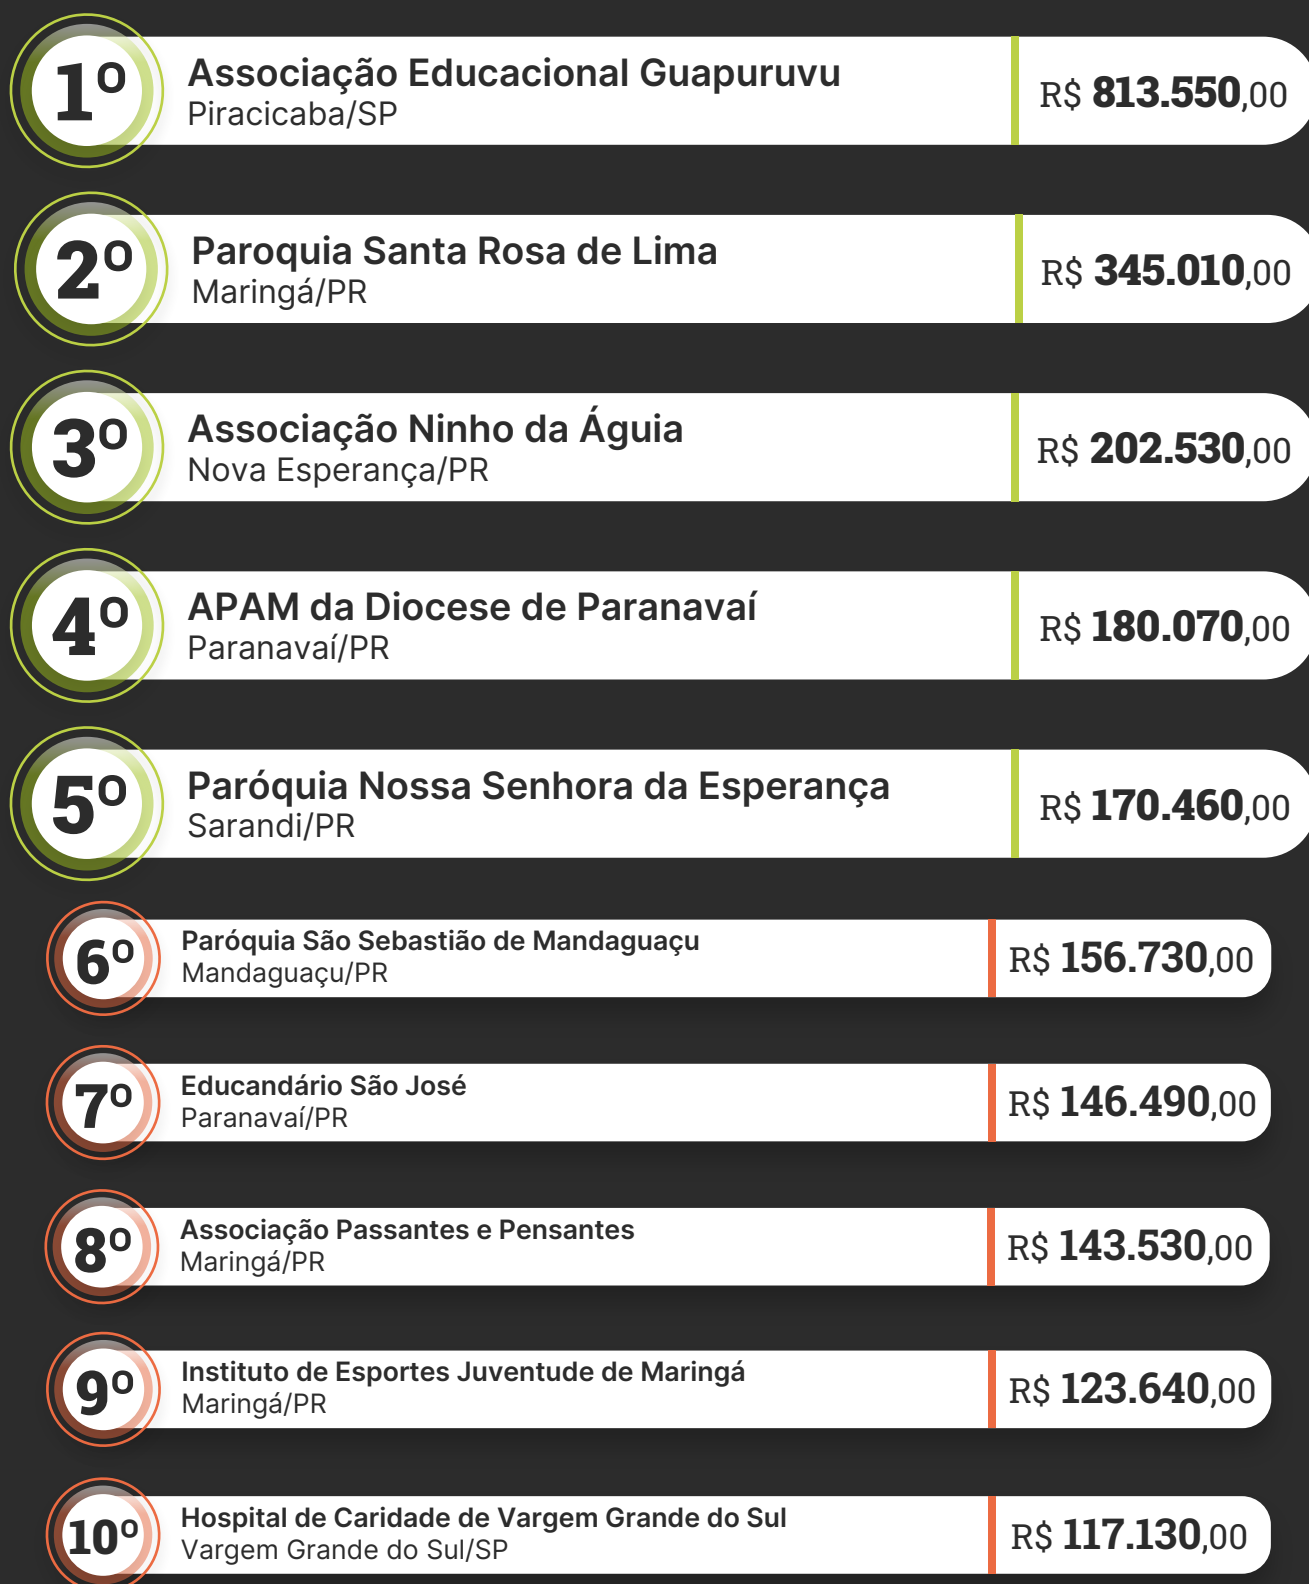 1º
Associação Educacional Guapuruvu
Piracicaba/SP
R$ 813.550,00
2º
Paroquia Santa Rosa de Lima
Maringá/PR
R$ 345.010,00
3º
Associação Ninho da Águia
Nova Esperança/PR
R$ 202.530,00
4º
APAM da Diocese de Paranavaí
Paranavaí/PR
R$ 180.070,00
5º
Paróquia Nossa Senhora da Esperança
Sarandi/PR
R$ 170.460,00
6º
Paróquia São Sebastião de Mandaguaçu
Mandaguaçu/PR
R$ 156.730,00
7º
Educandário São José
Paranavaí/PR
R$ 146.490,00
8º
Associação Passantes e Pensantes
Maringá/PR
R$ 143.530,00
9º
Instituto de Esportes Juventude de Maringá
Maringá/PR
R$ 123.640,00
10º
Hospital de Caridade de Vargem Grande do Sul
Vargem Grande do Sul/SP
R$ 117.130,00